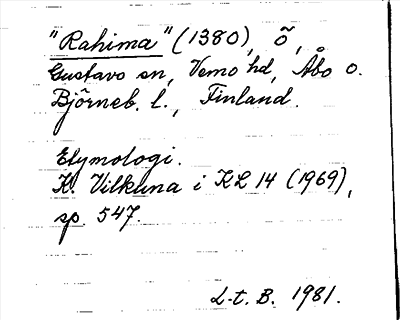 "Rahima" (1380), õ,
Gustavo sn, Vemo hd, Åbo o.
Björneb. l., Finland.
Etymologi.
K. Vilkuna i KL 14 (1969),
sp. 547.
L-t. B. 1981.